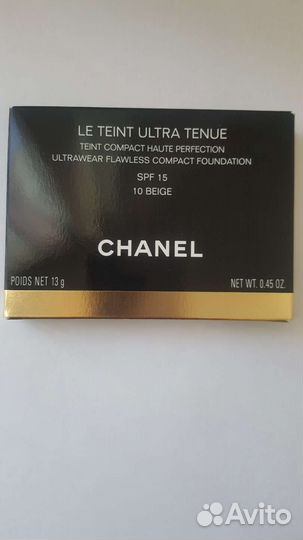 LE TEINT ULTRA TENUE
TEINT COMPACT HAUTE PERFECTION
ULTRAWEAR FLAWLESS COMPACT FOUNDATION
SPF 15
10 BEIGE
CHANEL
POIDS NET 13 g
NET WT. 0.45 OZ.
Avito